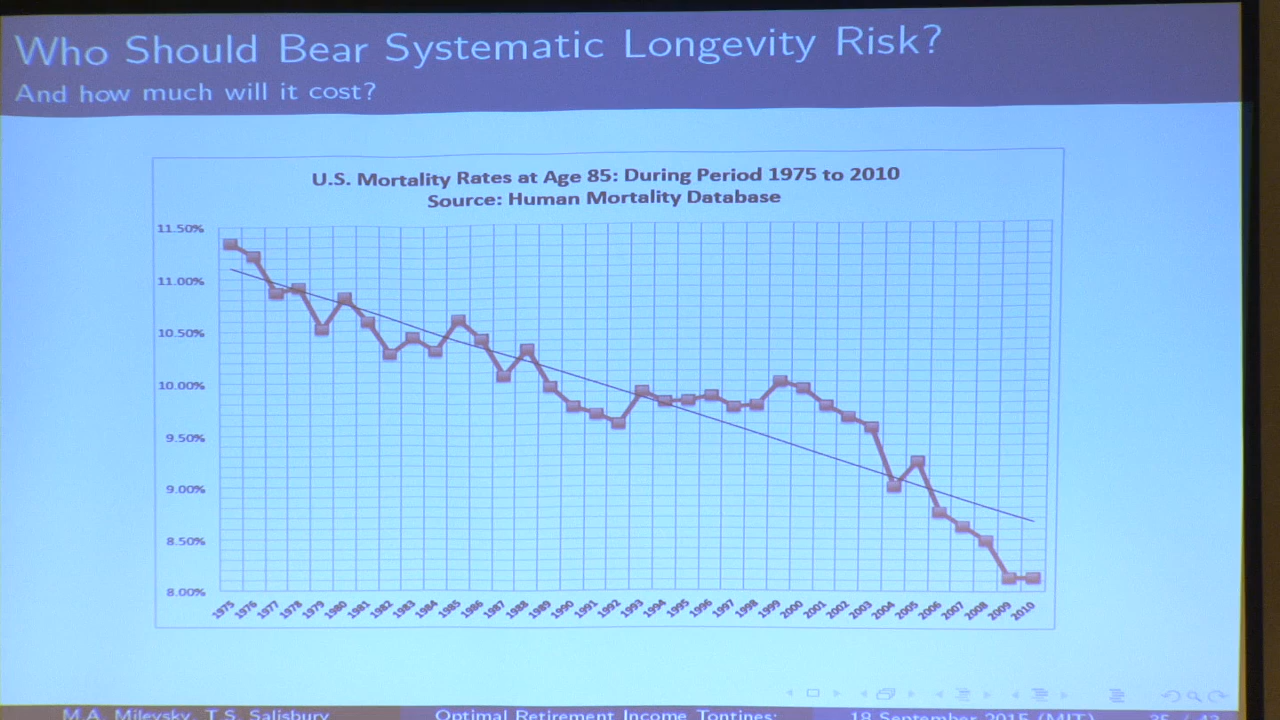 Who Should Bear Systematic Longevity Risk?
And how much will it cost?
U.S. Mortality Rates at Age 85: During Period 1975 to 2010
Source: Human Mortality Database
11.50%
11.00%
10.50%
10.00%
9.50%
9.00%
8.50%
8.00%
1975 1976 1977 1978 1979 1980 1981 1982 1983 1984 1985 1986 1987 1988 1989 1990 1991 1992 1993 1994 1995 1996 1997 1998 1999 2000 2001 2002 2003 2004 2005 2006 2007 2008 2009 2010
M.A. Milevsky, T.S. Salisbury Optimal Retirement Income Tontines: 18 September 2015 (MIT)